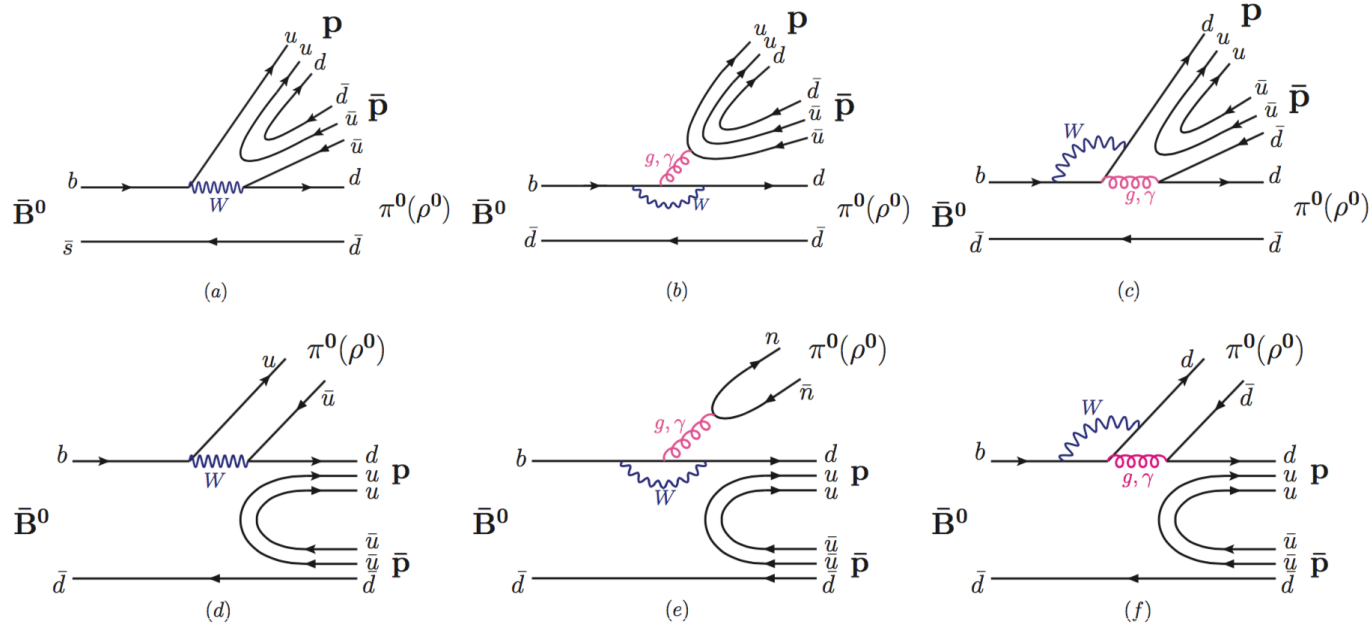 u u d p
d̄ ū ū p̄
b W d
B̄⁰ π⁰(ρ⁰)
s̄ d̄
(a)
u u d p
d̄ ū ū p̄
g, γ
b W d
B̄⁰ π⁰(ρ⁰)
d̄ d̄
(b)
d u u p
ū ū d̄ p̄
W
b g, γ d
B̄⁰ π⁰(ρ⁰)
d̄ d̄
(c)
u ū π⁰(ρ⁰)
b W d
u u p
B̄⁰
ū ū p̄
d̄ d̄
(d)
n n̄ π⁰(ρ⁰)
g, γ
b W d
u u p
B̄⁰
ū ū p̄
d̄ d̄
(e)
d d̄ π⁰(ρ⁰)
W
b g, γ d
u u p
B̄⁰
ū ū p̄
d̄ d̄
(f)